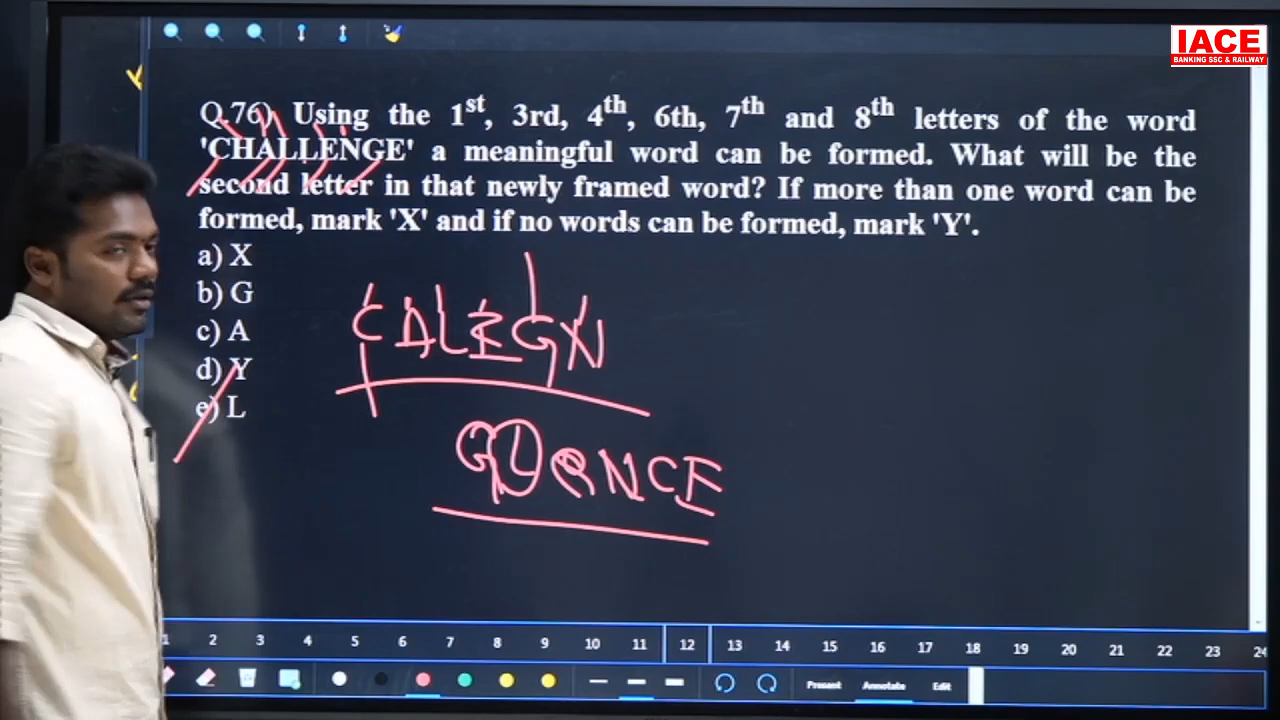 IACE
BANKING SSC & RAILWAY
Q.76) Using the 1st, 3rd, 4th, 6th, 7th and 8th letters of the word
'CHALLENGE' a meaningful word can be formed. What will be the
second letter in that newly framed word? If more than one word can be
formed, mark 'X' and if no words can be formed, mark 'Y'.
a) X
b) G
c) A
d) Y
e) L
C A L E G N
GLANCE
1 2 3 4 5 6 7 8 9 10 11 12 13 14 15 16 17 18 19 20 21 22 23 24
Present Annotate Edit